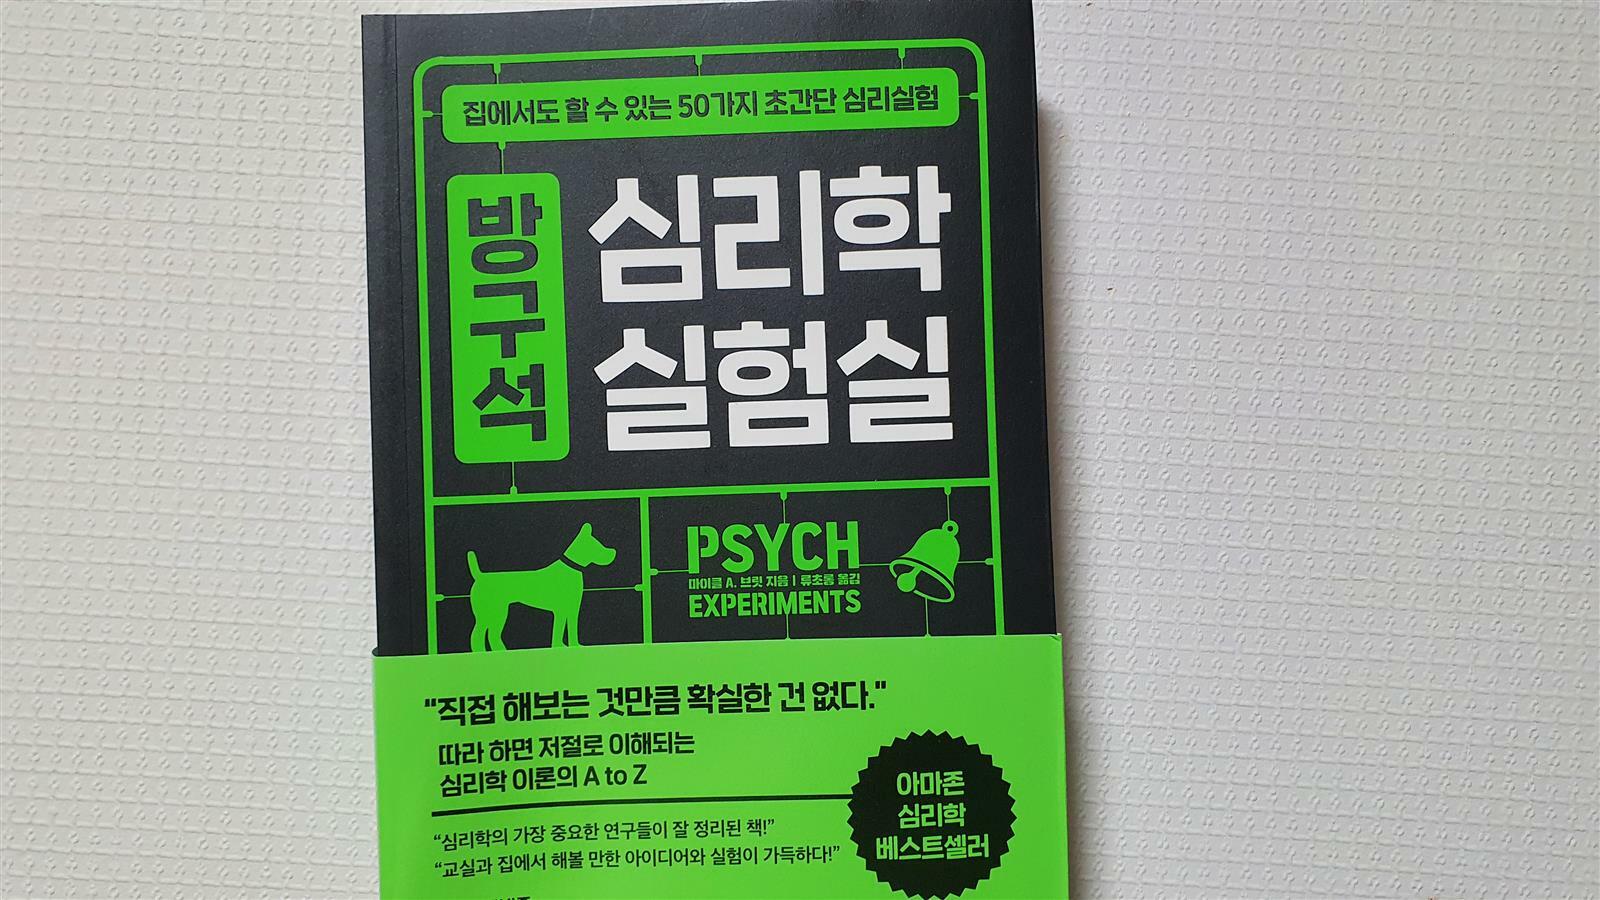 집에서도 할 수 있는 50가지 초간단 심리실험
방구석
심리학
실험실
PSYCH
마이클 A. 브릿 지음 | 류초롱 옮김
EXPERIMENTS
"직접 해보는 것만큼 확실한 건 없다."
따라 하면 저절로 이해되는
심리학 이론의 A to Z
“심리학의 가장 중요한 연구들이 잘 정리된 책!”
“교실과 집에서 해볼 만한 아이디어와 실험이 가득하다!”
아마존
심리학
베스트셀러